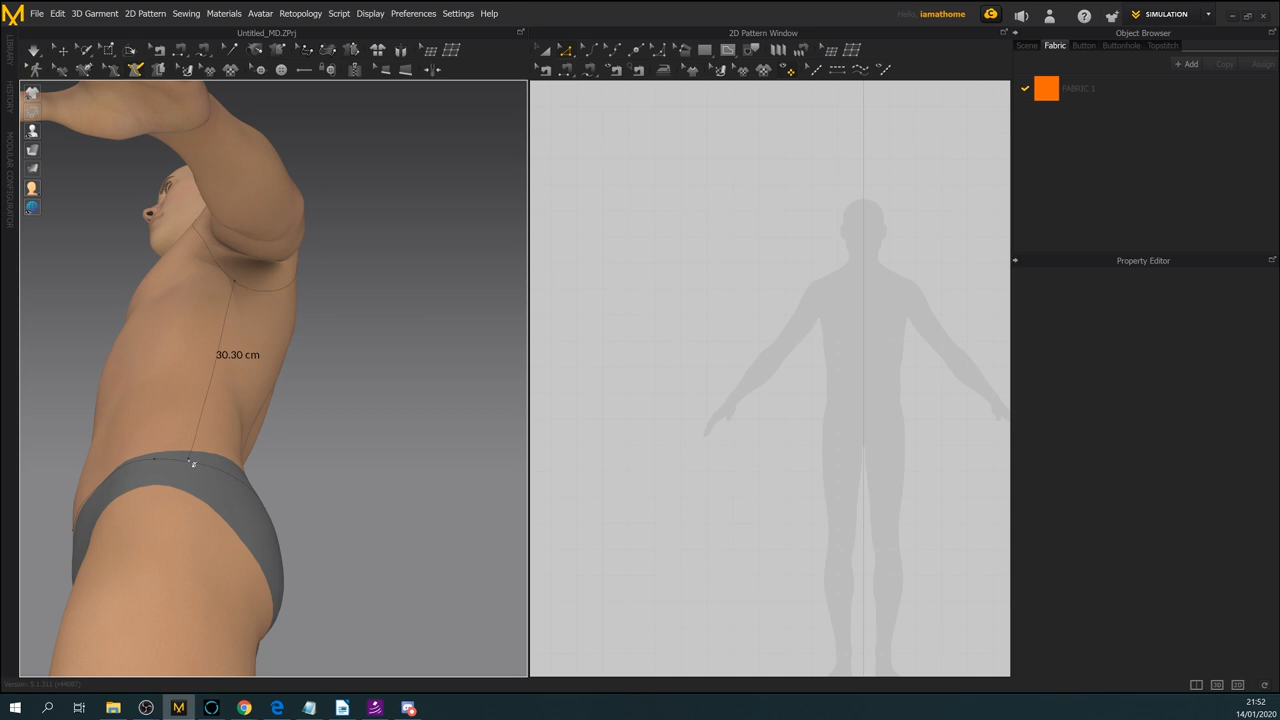 File Edit 3D Garment 2D Pattern Sewing Materials Avatar Retopology Script Display Preferences Settings Help
Hello, iamathome
SIMULATION
Untitled_MD.ZPrj
2D Pattern Window
Object Browser
Scene Fabric Button Buttonhole Topstitch
+ Add Copy Assign
FABRIC 1
LIBRARY
HISTORY
MODULAR CONFIGURATOR
Property Editor
30.30 cm
21:52
14/01/2020